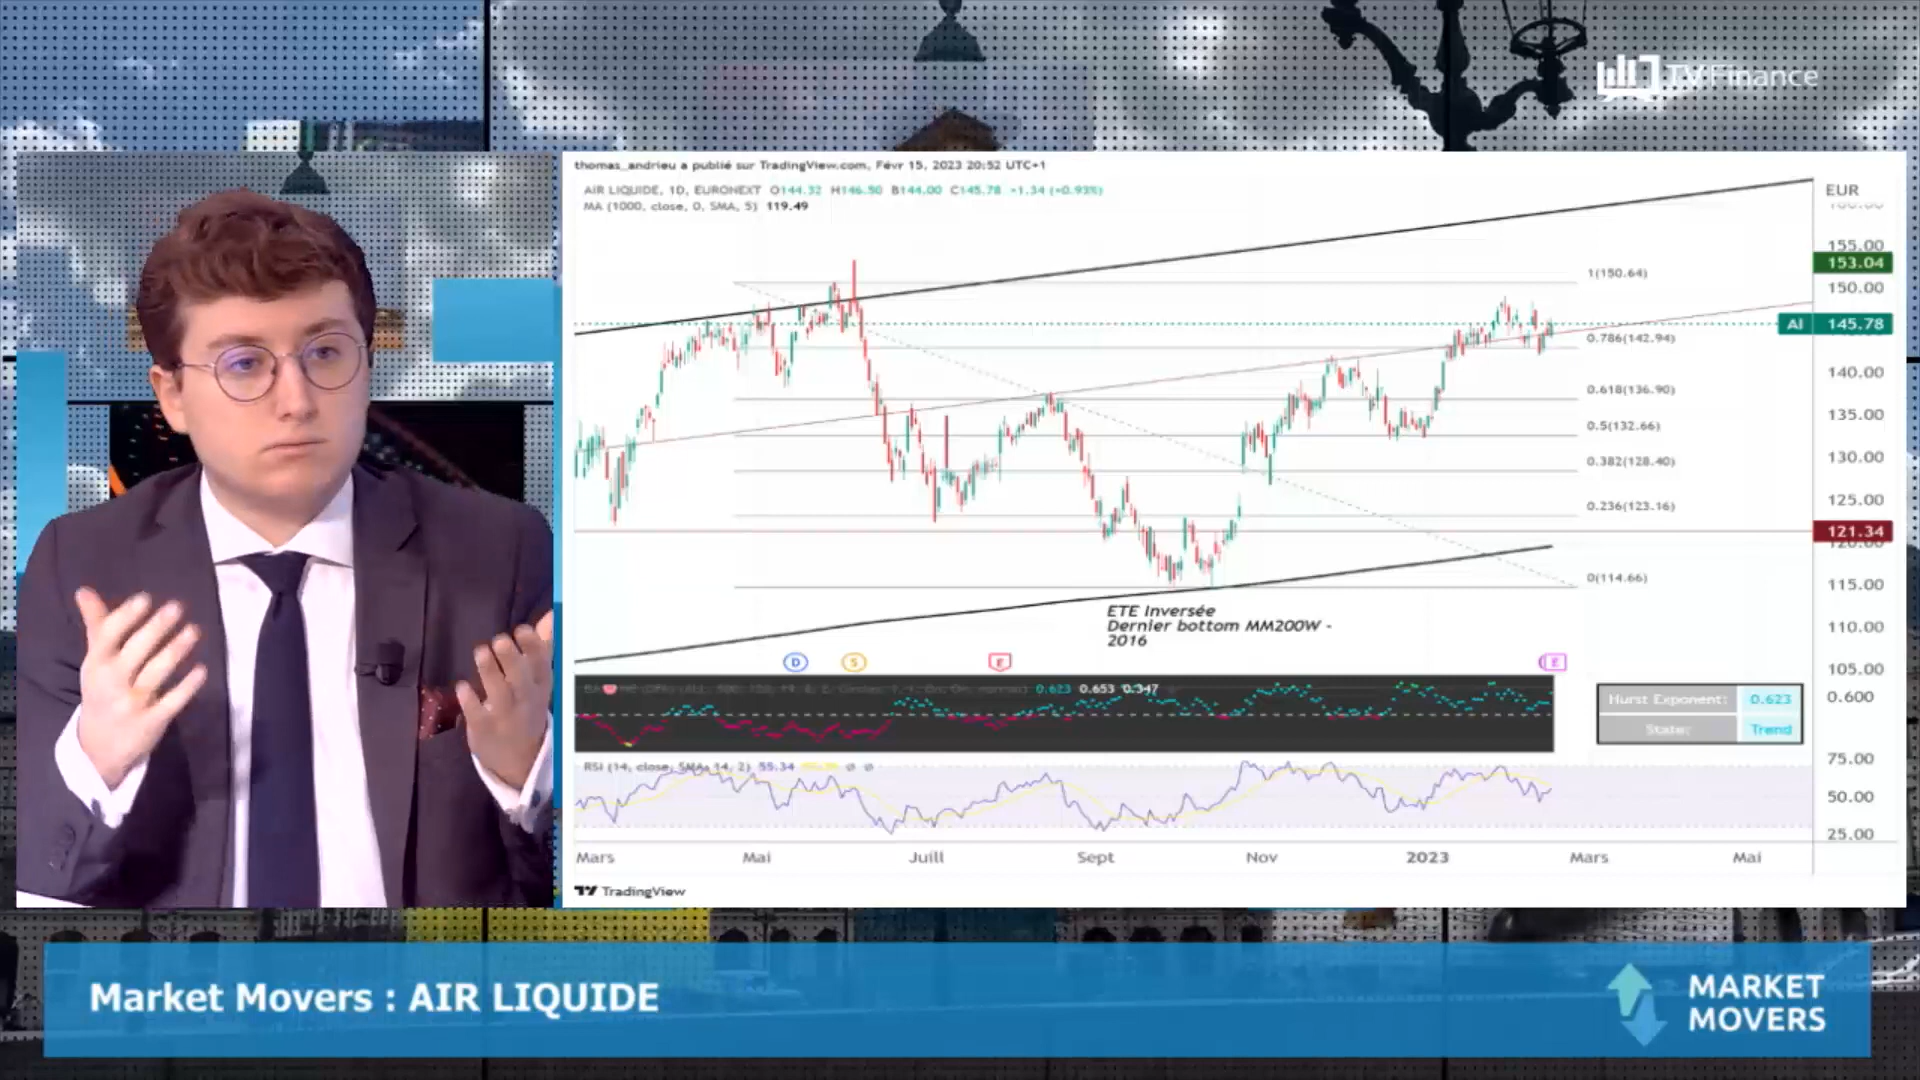 TVFinance
thomas_andrieu a publié sur TradingView.com, Févr 15, 2023 20:52 UTC+1
AIR LIQUIDE, 1D, EURONEXT O144.32 H146.50 B144.00 C145.78 +1.34 (+0.93%)
MA (1000, close, 0, SMA, 5) 119.49
EUR
160.00
155.00
153.04
150.00
1(150.64)
AI 145.78
0.786(142.94)
140.00
0.618(136.90)
135.00
0.5(132.66)
130.00
0.382(128.40)
125.00
0.236(123.16)
121.34
120.00
0(114.66)
115.00
ETE Inversée
Dernier bottom MM200W -
2016
110.00
105.00
D
S
E
E
0.623 0.653 0.347
0.600
Hurst Exponent: 0.623
State: Trend
RSI (14, close, SMA, 14, 2) 55.34
75.00
50.00
25.00
Mars Mai Juill Sept Nov 2023 Mars Mai
TradingView
Market Movers : AIR LIQUIDE
MARKET
MOVERS